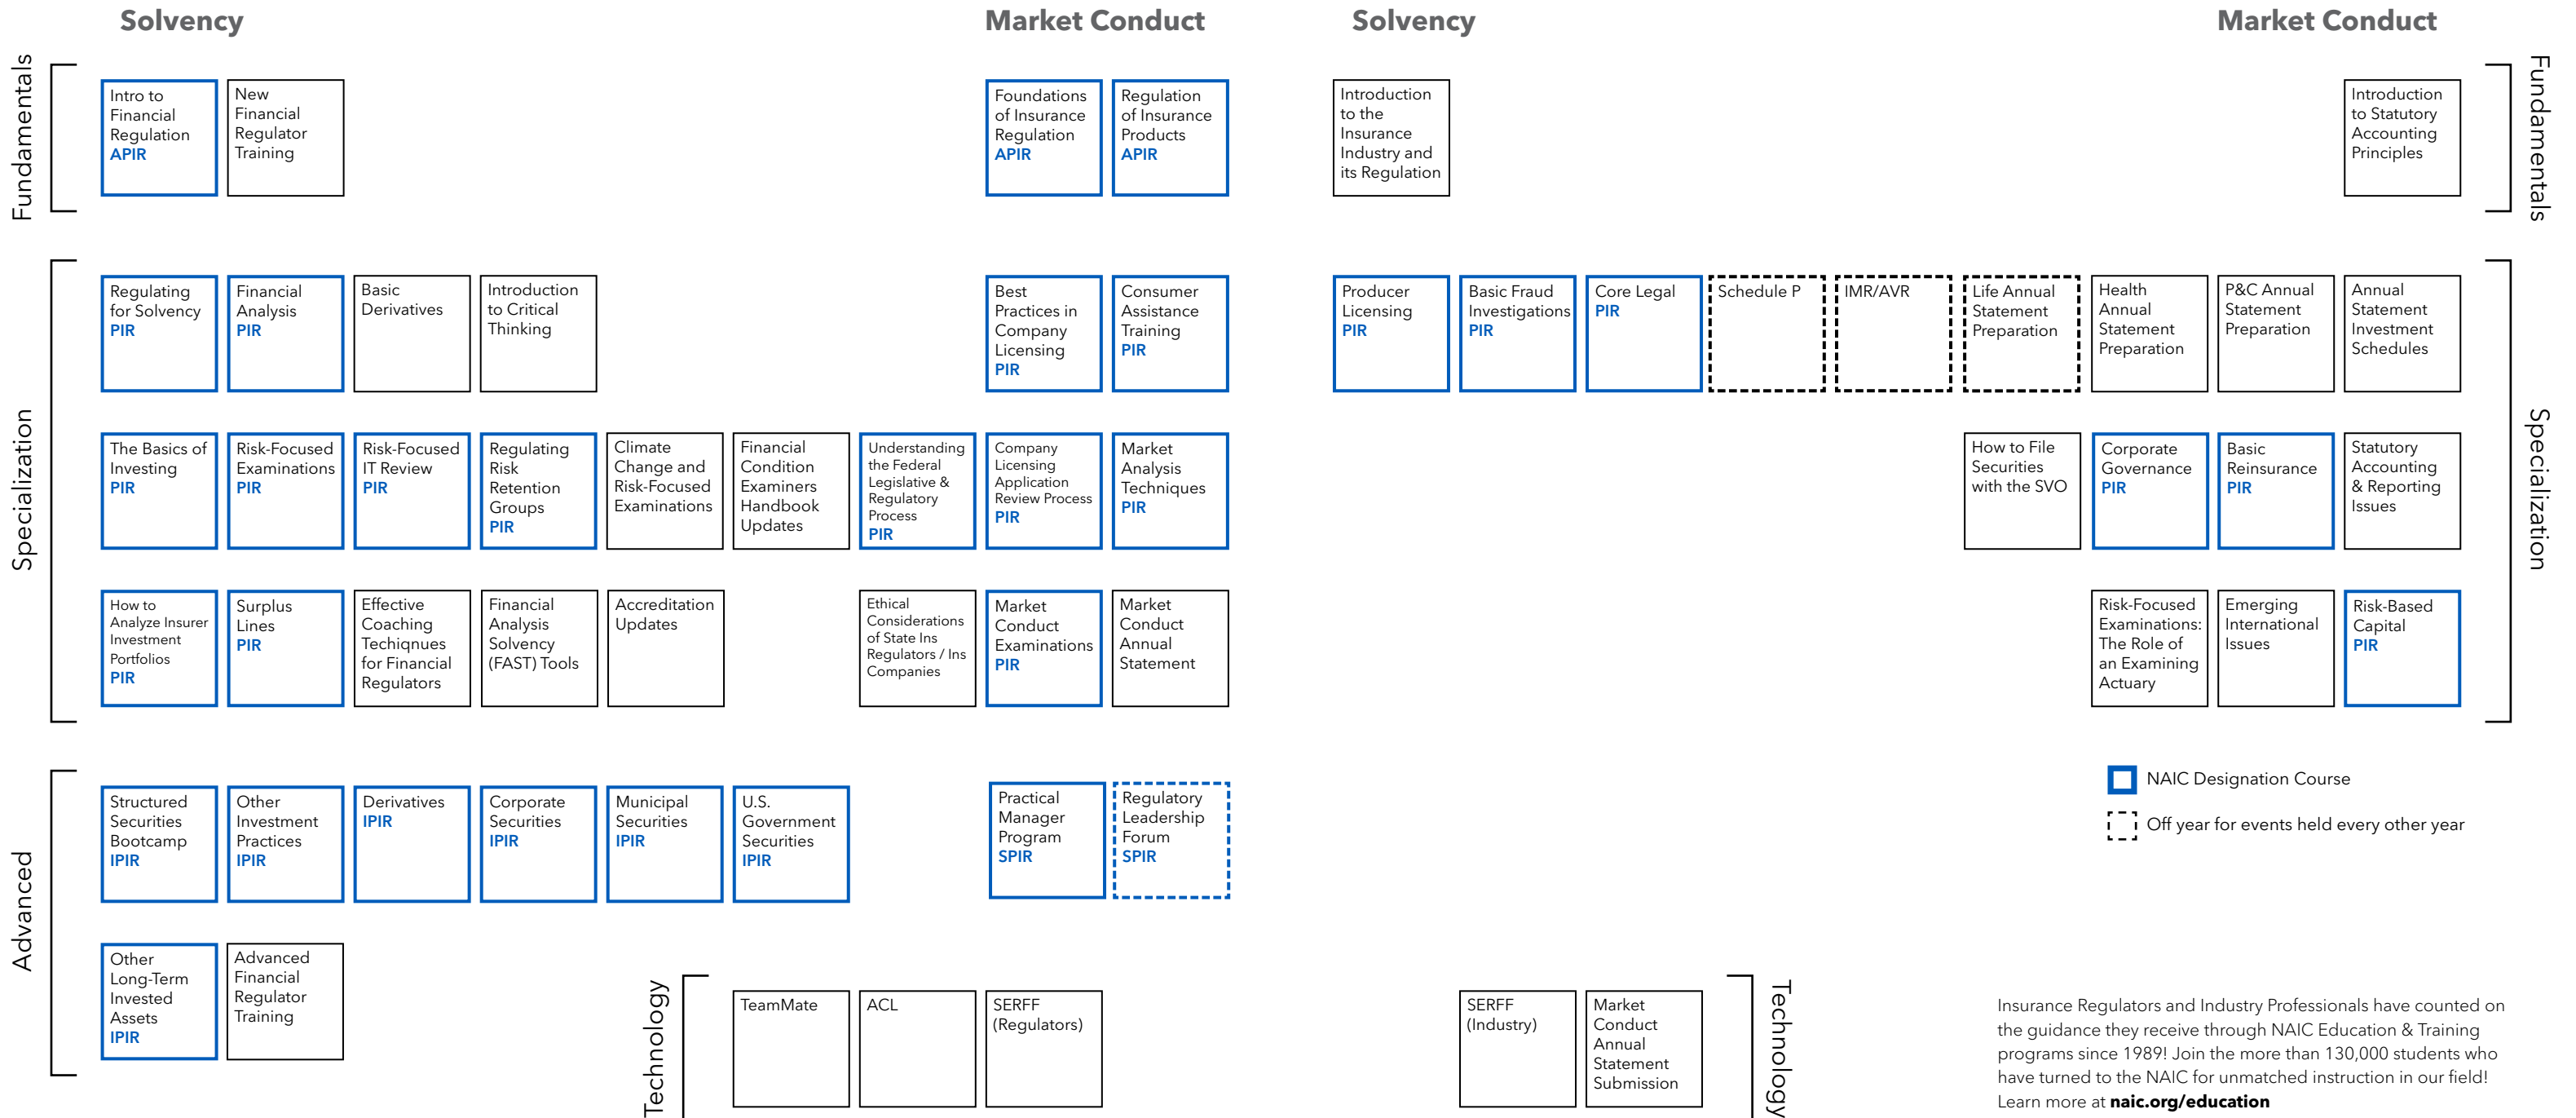 Solvency
Market Conduct
Solvency
Market Conduct
Fundamentals
Intro to
Financial
Regulation
APIR
New
Financial
Regulator
Training
Foundations
of Insurance
Regulation
APIR
Regulation
of Insurance
Products
APIR
Introduction
to the
Insurance
Industry and
its Regulation
Introduction
to Statutory
Accounting
Principles
Fundamentals
Specialization
Regulating
for Solvency
PIR
Financial
Analysis
PIR
Basic
Derivatives
Introduction
to Critical
Thinking
Best
Practices in
Company
Licensing
PIR
Consumer
Assistance
Training
PIR
Producer
Licensing
PIR
Basic Fraud
Investigations
PIR
Core Legal
PIR
Schedule P
IMR/AVR
Life Annual
Statement
Preparation
Health
Annual
Statement
Preparation
P&C Annual
Statement
Preparation
Annual
Statement
Investment
Schedules
The Basics of
Investing
PIR
Risk-Focused
Examinations
PIR
Risk-Focused
IT Review
PIR
Regulating
Risk
Retention
Groups
PIR
Climate
Change and
Risk-Focused
Examinations
Financial
Condition
Examiners
Handbook
Updates
Understanding
the Federal
Legislative &
Regulatory
Process
PIR
Company
Licensing
Application
Review Process
PIR
Market
Analysis
Techniques
PIR
How to File
Securities
with the SVO
Corporate
Governance
PIR
Basic
Reinsurance
PIR
Statutory
Accounting
& Reporting
Issues
Specialization
How to
Analyze Insurer
Investment
Portfolios
PIR
Surplus
Lines
PIR
Effective
Coaching
Techiqnues
for Financial
Regulators
Financial
Analysis
Solvency
(FAST) Tools
Accreditation
Updates
Ethical
Considerations
of State Ins
Regulators / Ins
Companies
Market
Conduct
Examinations
PIR
Market
Conduct
Annual
Statement
Risk-Focused
Examinations:
The Role of
an Examining
Actuary
Emerging
International
Issues
Risk-Based
Capital
PIR
NAIC Designation Course
Off year for events held every other year
Advanced
Structured
Securities
Bootcamp
IPIR
Other
Investment
Practices
IPIR
Derivatives
IPIR
Corporate
Securities
IPIR
Municipal
Securities
IPIR
U.S.
Government
Securities
IPIR
Practical
Manager
Program
SPIR
Regulatory
Leadership
Forum
SPIR
Other
Long-Term
Invested
Assets
IPIR
Advanced
Financial
Regulator
Training
Technology
TeamMate
ACL
SERFF
(Regulators)
SERFF
(Industry)
Market
Conduct
Annual
Statement
Submission
Technology
Insurance Regulators and Industry Professionals have counted on
the guidance they receive through NAIC Education & Training
programs since 1989! Join the more than 130,000 students who
have turned to the NAIC for unmatched instruction in our field!
Learn more at naic.org/education